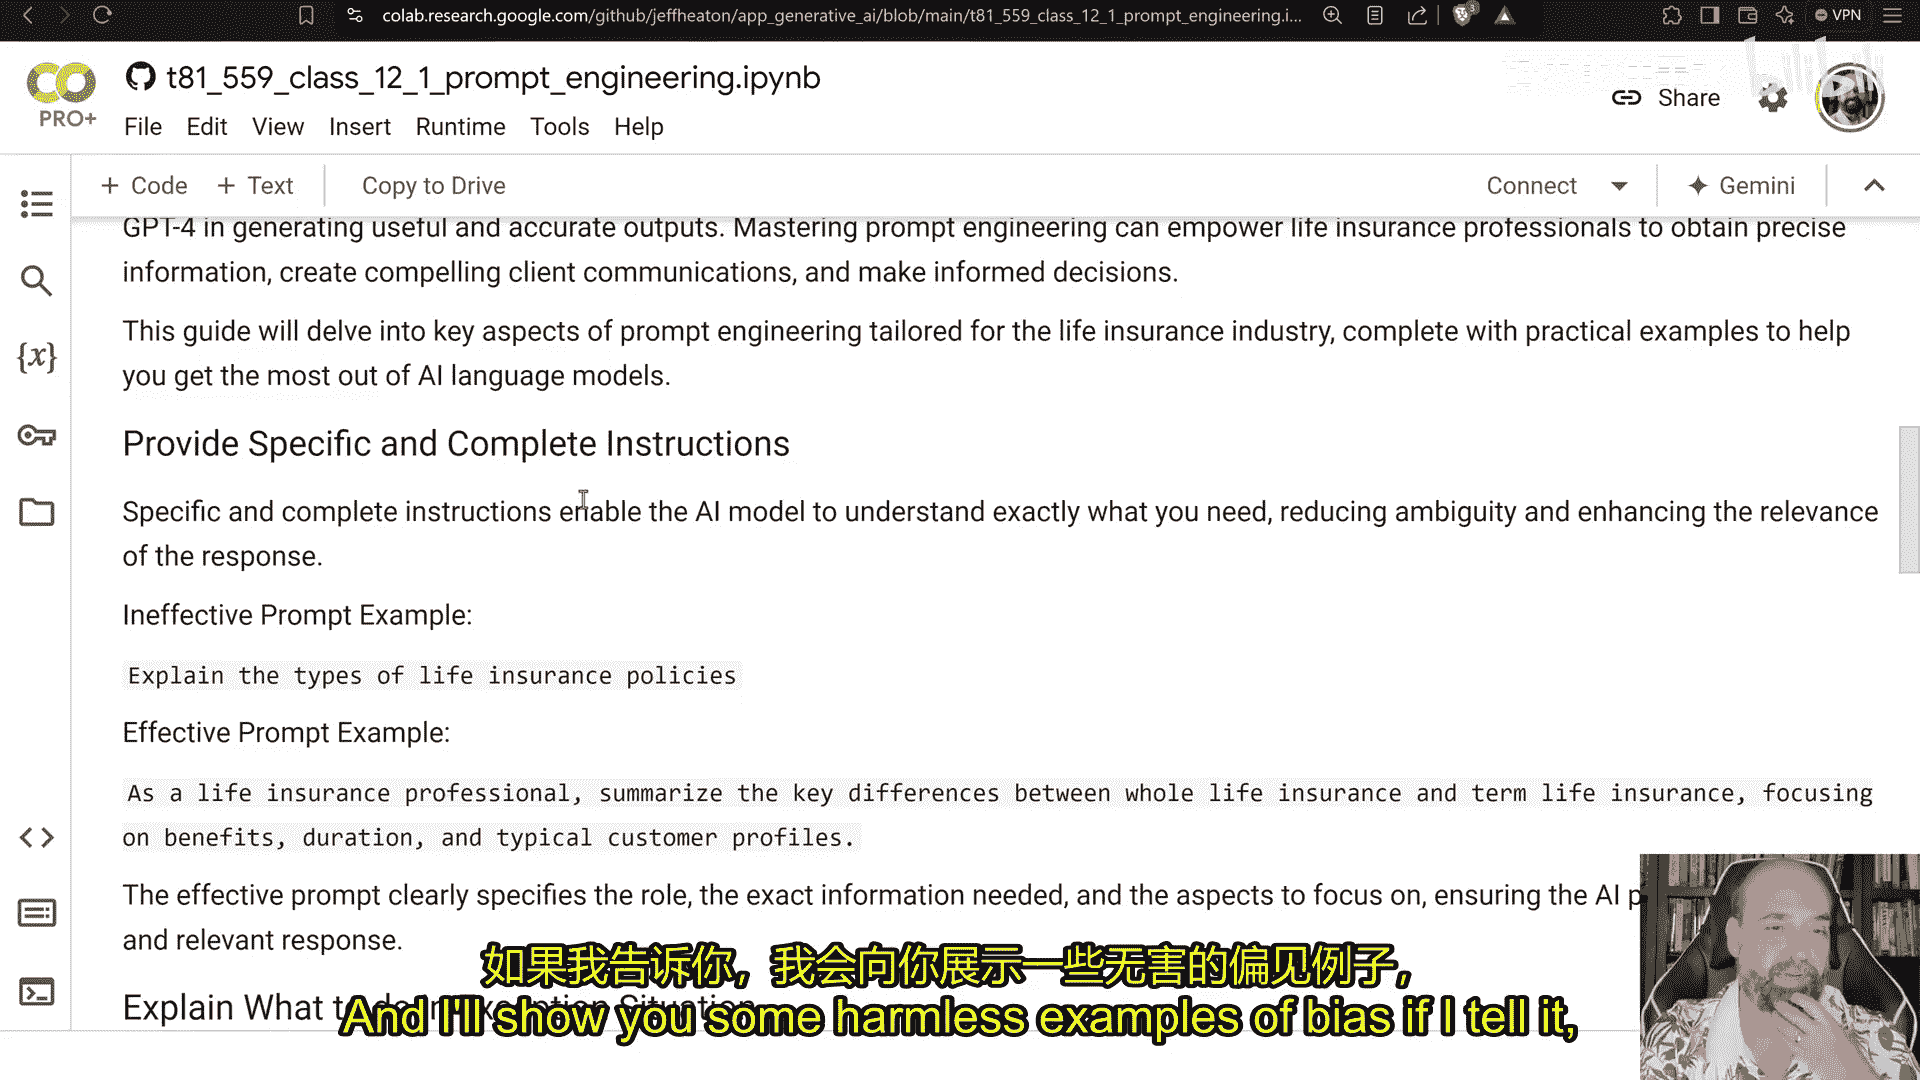 colab.research.google.com/github/jeffheaton/app_generative_ai/blob/main/t81_559_class_12_1_prompt_engineering.i...
3
VPN
t81_559_class_12_1_prompt_engineering.ipynb
bilibili
PRO+
Share
File Edit View Insert Runtime Tools Help
+ Code + Text Copy to Drive Connect Gemini
GPT-4 in generating useful and accurate outputs. Mastering prompt engineering can empower life insurance professionals to obtain precise
information, create compelling client communications, and make informed decisions.
This guide will delve into key aspects of prompt engineering tailored for the life insurance industry, complete with practical examples to help
you get the most out of AI language models.
Provide Specific and Complete Instructions
Specific and complete instructions enable the AI model to understand exactly what you need, reducing ambiguity and enhancing the relevance
of the response.
Ineffective Prompt Example:
Explain the types of life insurance policies
Effective Prompt Example:
As a life insurance professional, summarize the key differences between whole life insurance and term life insurance, focusing
on benefits, duration, and typical customer profiles.
The effective prompt clearly specifies the role, the exact information needed, and the aspects to focus on, ensuring the AI p
and relevant response.
Explain What to do in Exception Situation
如果我告诉你，我会向你展示一些无害的偏见例子，
And I'll show you some harmless examples of bias if I tell it,